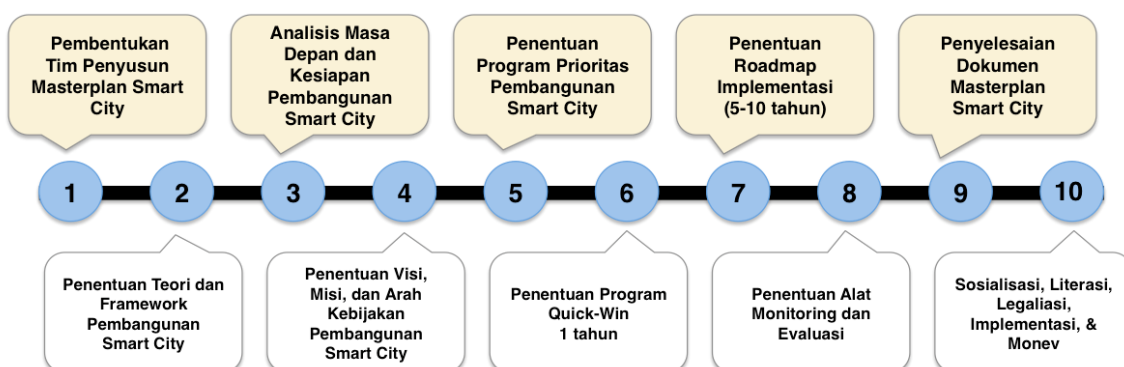 Pembentukan
Tim Penyusun
Masterplan Smart
City
Analisis Masa
Depan dan
Kesiapan
Pembangunan
Smart City
Penentuan
Program Prioritas
Pembangunan
Smart City
Penentuan
Roadmap
Implementasi
(5-10 tahun)
Penyelesaian
Dokumen
Masterplan
Smart City
1
2
3
4
5
6
7
8
9
10
Penentuan Teori dan
Framework
Pembangunan
Smart City
Penentuan Visi,
Misi, dan Arah
Kebijakan
Pembangunan
Smart City
Penentuan Program
Quick-Win
1 tahun
Penentuan Alat
Monitoring dan
Evaluasi
Sosialisasi, Literasi,
Legaliasi,
Implementasi, &
Monev